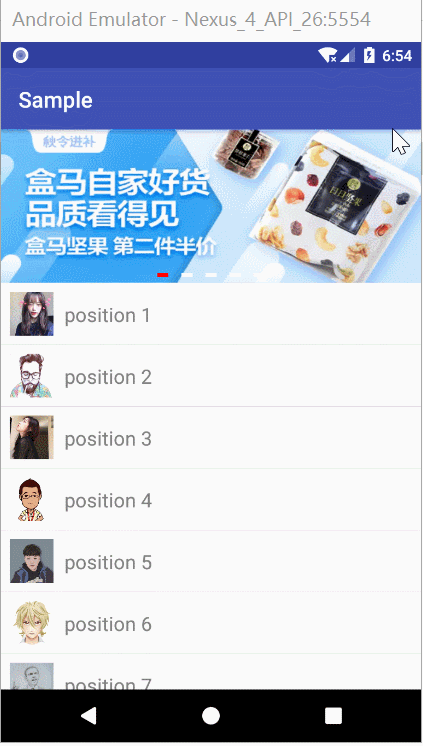 Android Emulator - Nexus_4_API_26:5554
6:54
Sample
秋令进补
盒马自家好货
品质看得见
盒马坚果 第二件半价
日日坚果
position 1
position 2
position 3
position 4
position 5
position 6
position 7